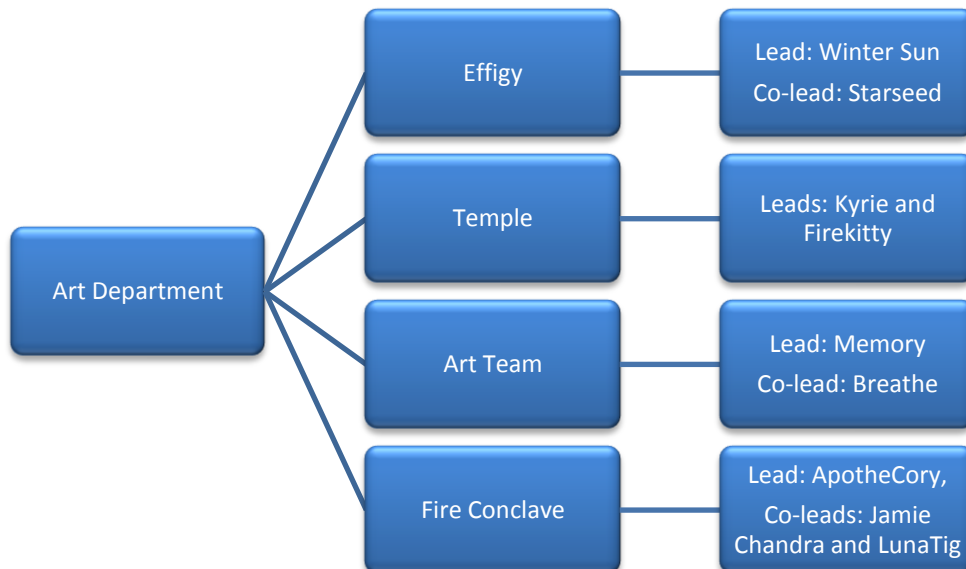 Effigy
Lead: Winter Sun
Co-lead: Starseed
Temple
Leads: Kyrie and
Firekitty
Art Department
Art Team
Lead: Memory
Co-lead: Breathe
Fire Conclave
Lead: ApotheCory,
Co-leads: Jamie
Chandra and LunaTig